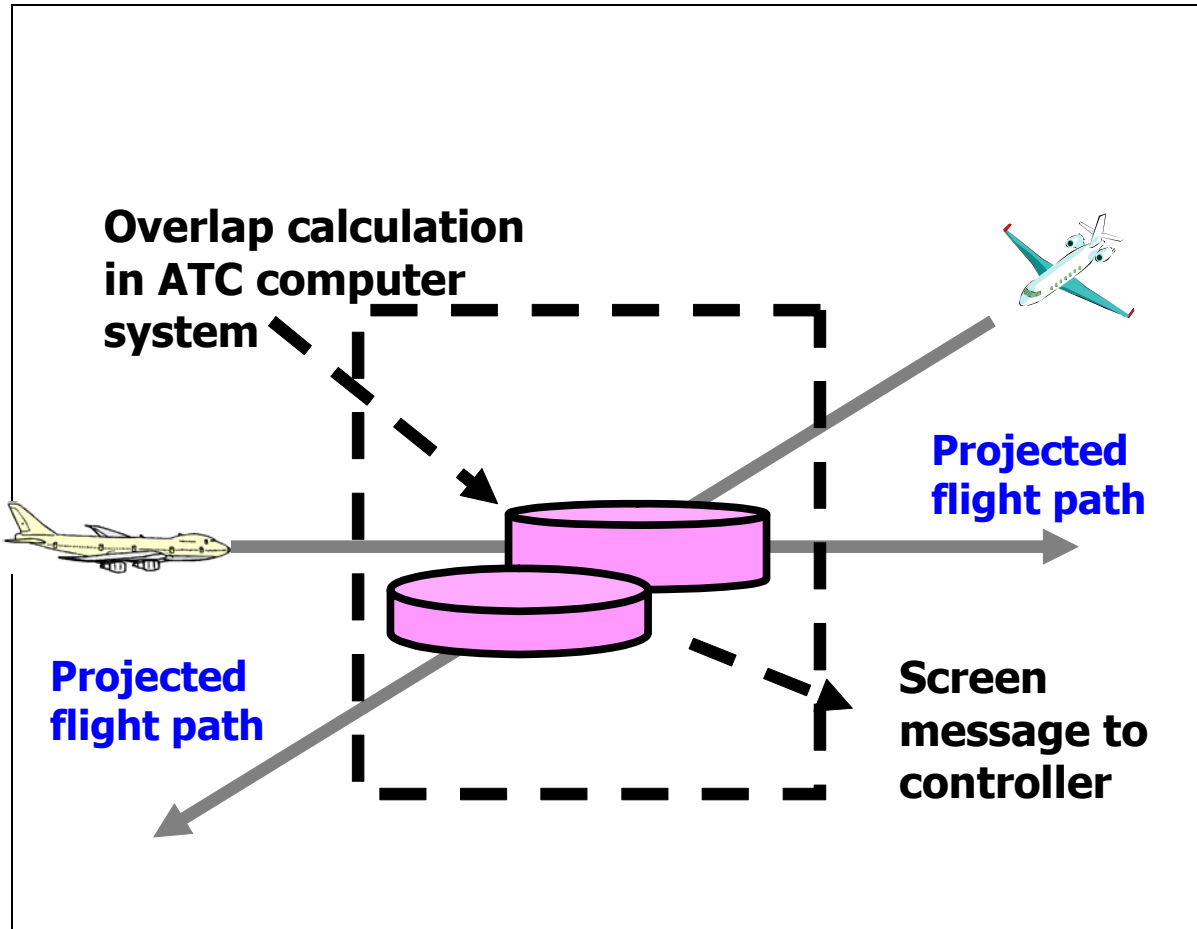 Overlap calculation
in ATC computer
system
Projected
flight path
Projected
flight path
Screen
message to
controller